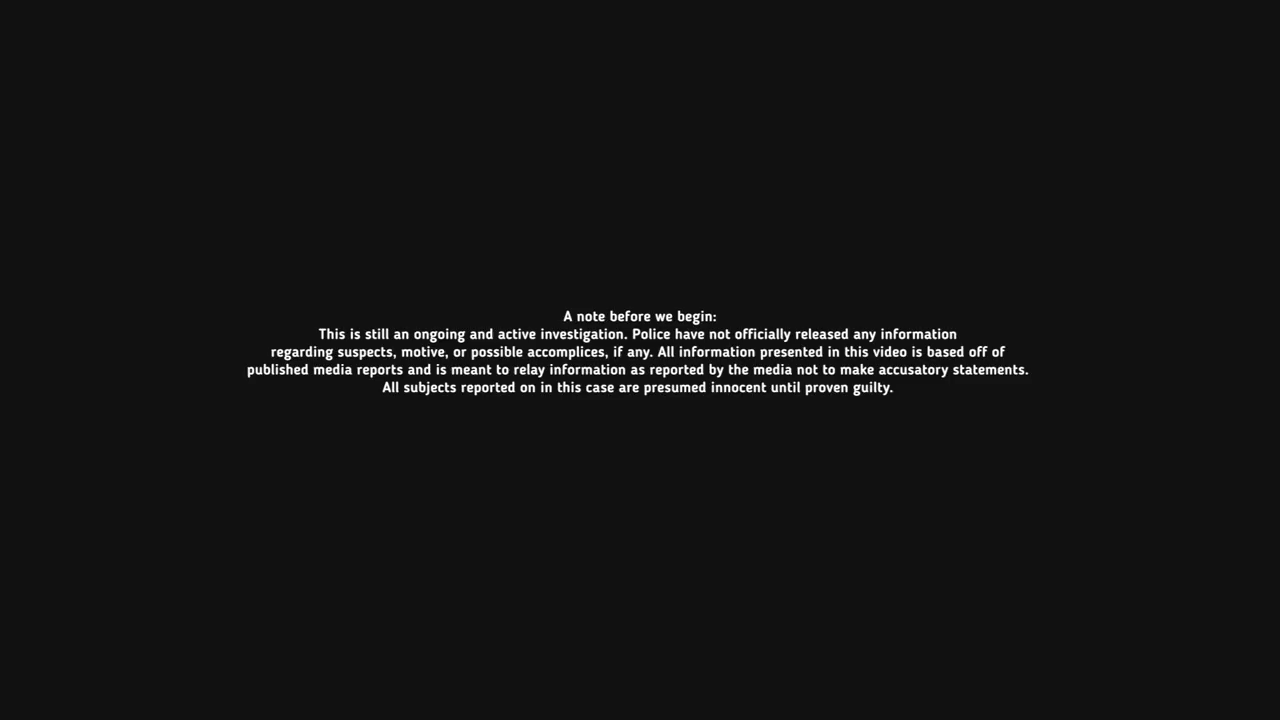 A note before we begin:
This is still an ongoing and active investigation. Police have not officially released any information
regarding suspects, motive, or possible accomplices, if any. All information presented in this video is based off of
published media reports and is meant to relay information as reported by the media not to make accusatory statements.
All subjects reported on in this case are presumed innocent until proven guilty.